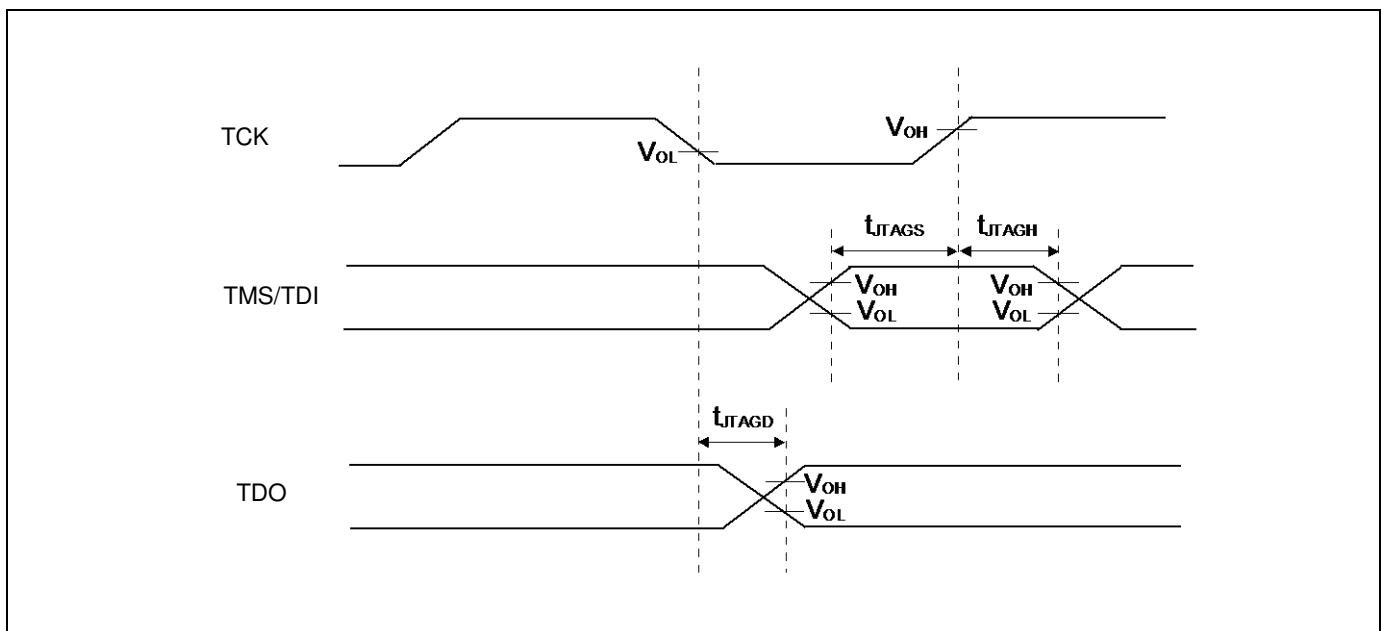 TCK
VOL
VOH
tJTAGS
tJTAGH
TMS/TDI
VOH
VOL
VOH
VOL
tJTAGD
TDO
VOH
VOL